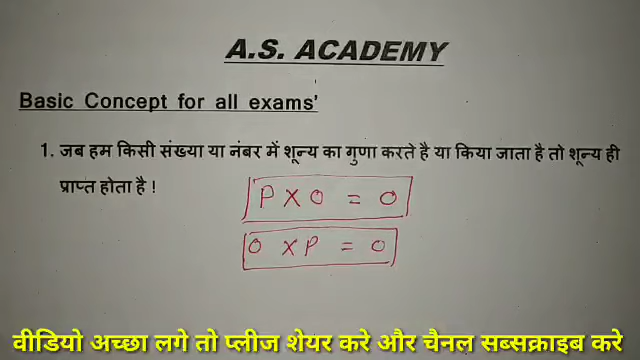 A.S. ACADEMY
Basic Concept for all exams'
1. जब हम किसी संख्या या नंबर में शून्य का गुणा करते है या किया जाता है तो शून्य ही
प्राप्त होता है !
P X 0 = 0
0 X P = 0
वीडियो अच्छा लगे तो प्लीज शेयर करे और चैनल सब्सक्राइब करे